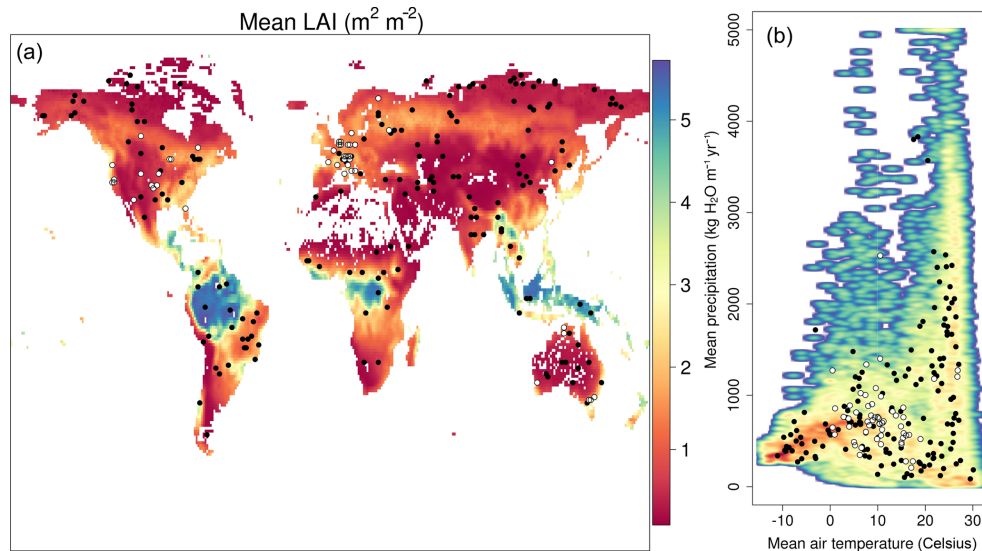 Mean LAI (m² m⁻²)
(a)
5
4
3
2
1
(b)
Mean precipitation (kg H₂O m⁻¹ yr⁻¹)
5000
4000
3000
2000
1000
0
-10 0 10 20 30
Mean air temperature (Celsius)